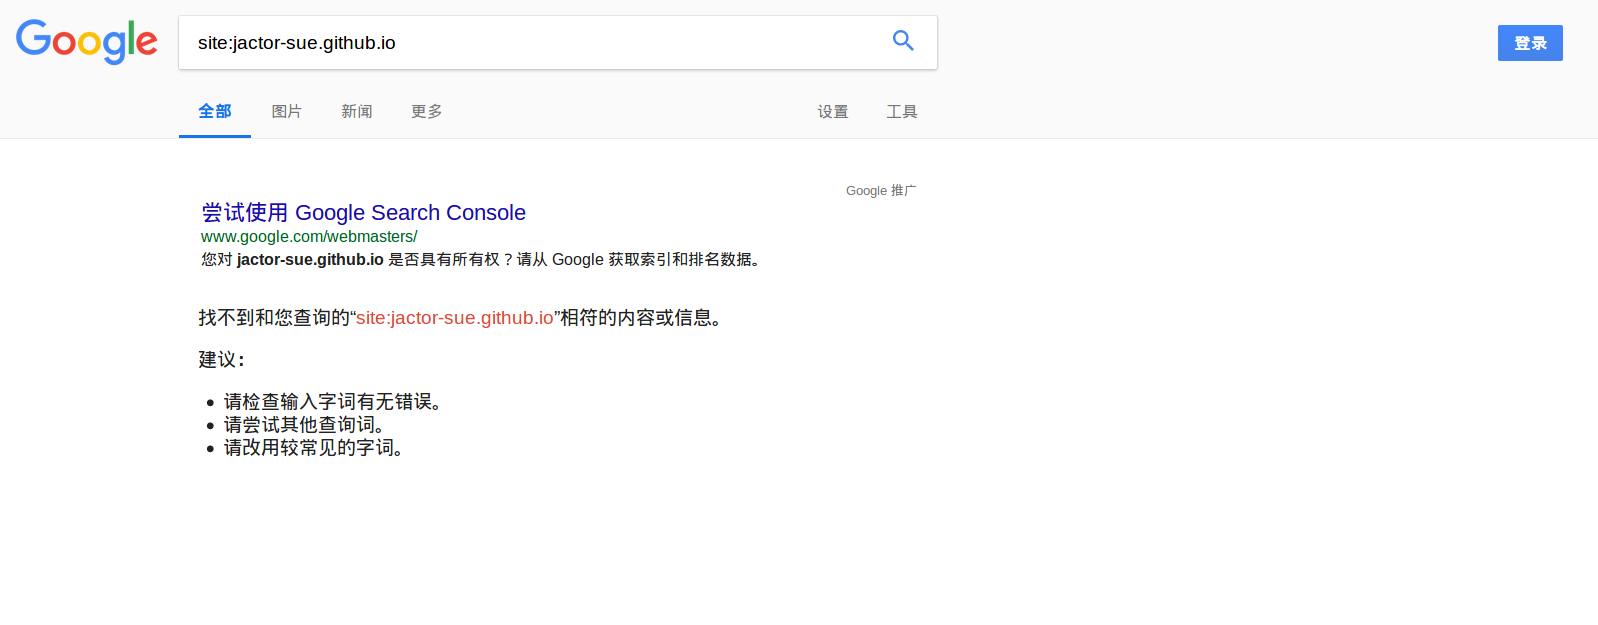 Google
site:jactor-sue.github.io
登录
全部 图片 新闻 更多 设置 工具
Google 推广
尝试使用 Google Search Console
www.google.com/webmasters/
您对 jactor-sue.github.io 是否具有所有权？请从 Google 获取索引和排名数据。
找不到和您查询的“site:jactor-sue.github.io”相符的内容或信息。
建议：
请检查输入字词有无错误。
请尝试其他查询词。
请改用较常见的字词。